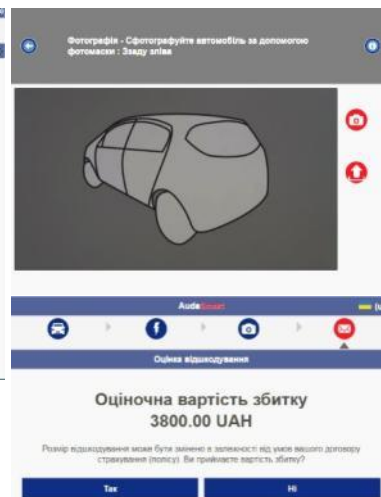 Фотографія - Сфотографуйте автомобіль за допомогою
фотомаски : Ззаду зліва
AudaSmart
Оцінка відшкодування
Оціночна вартість збитку
3800.00 UAH
Розмір відшкодування може бути змінено в залежності від умов вашого договору
страхування (полісу). Ви приймаєте вартість збитку?
Так
Ні